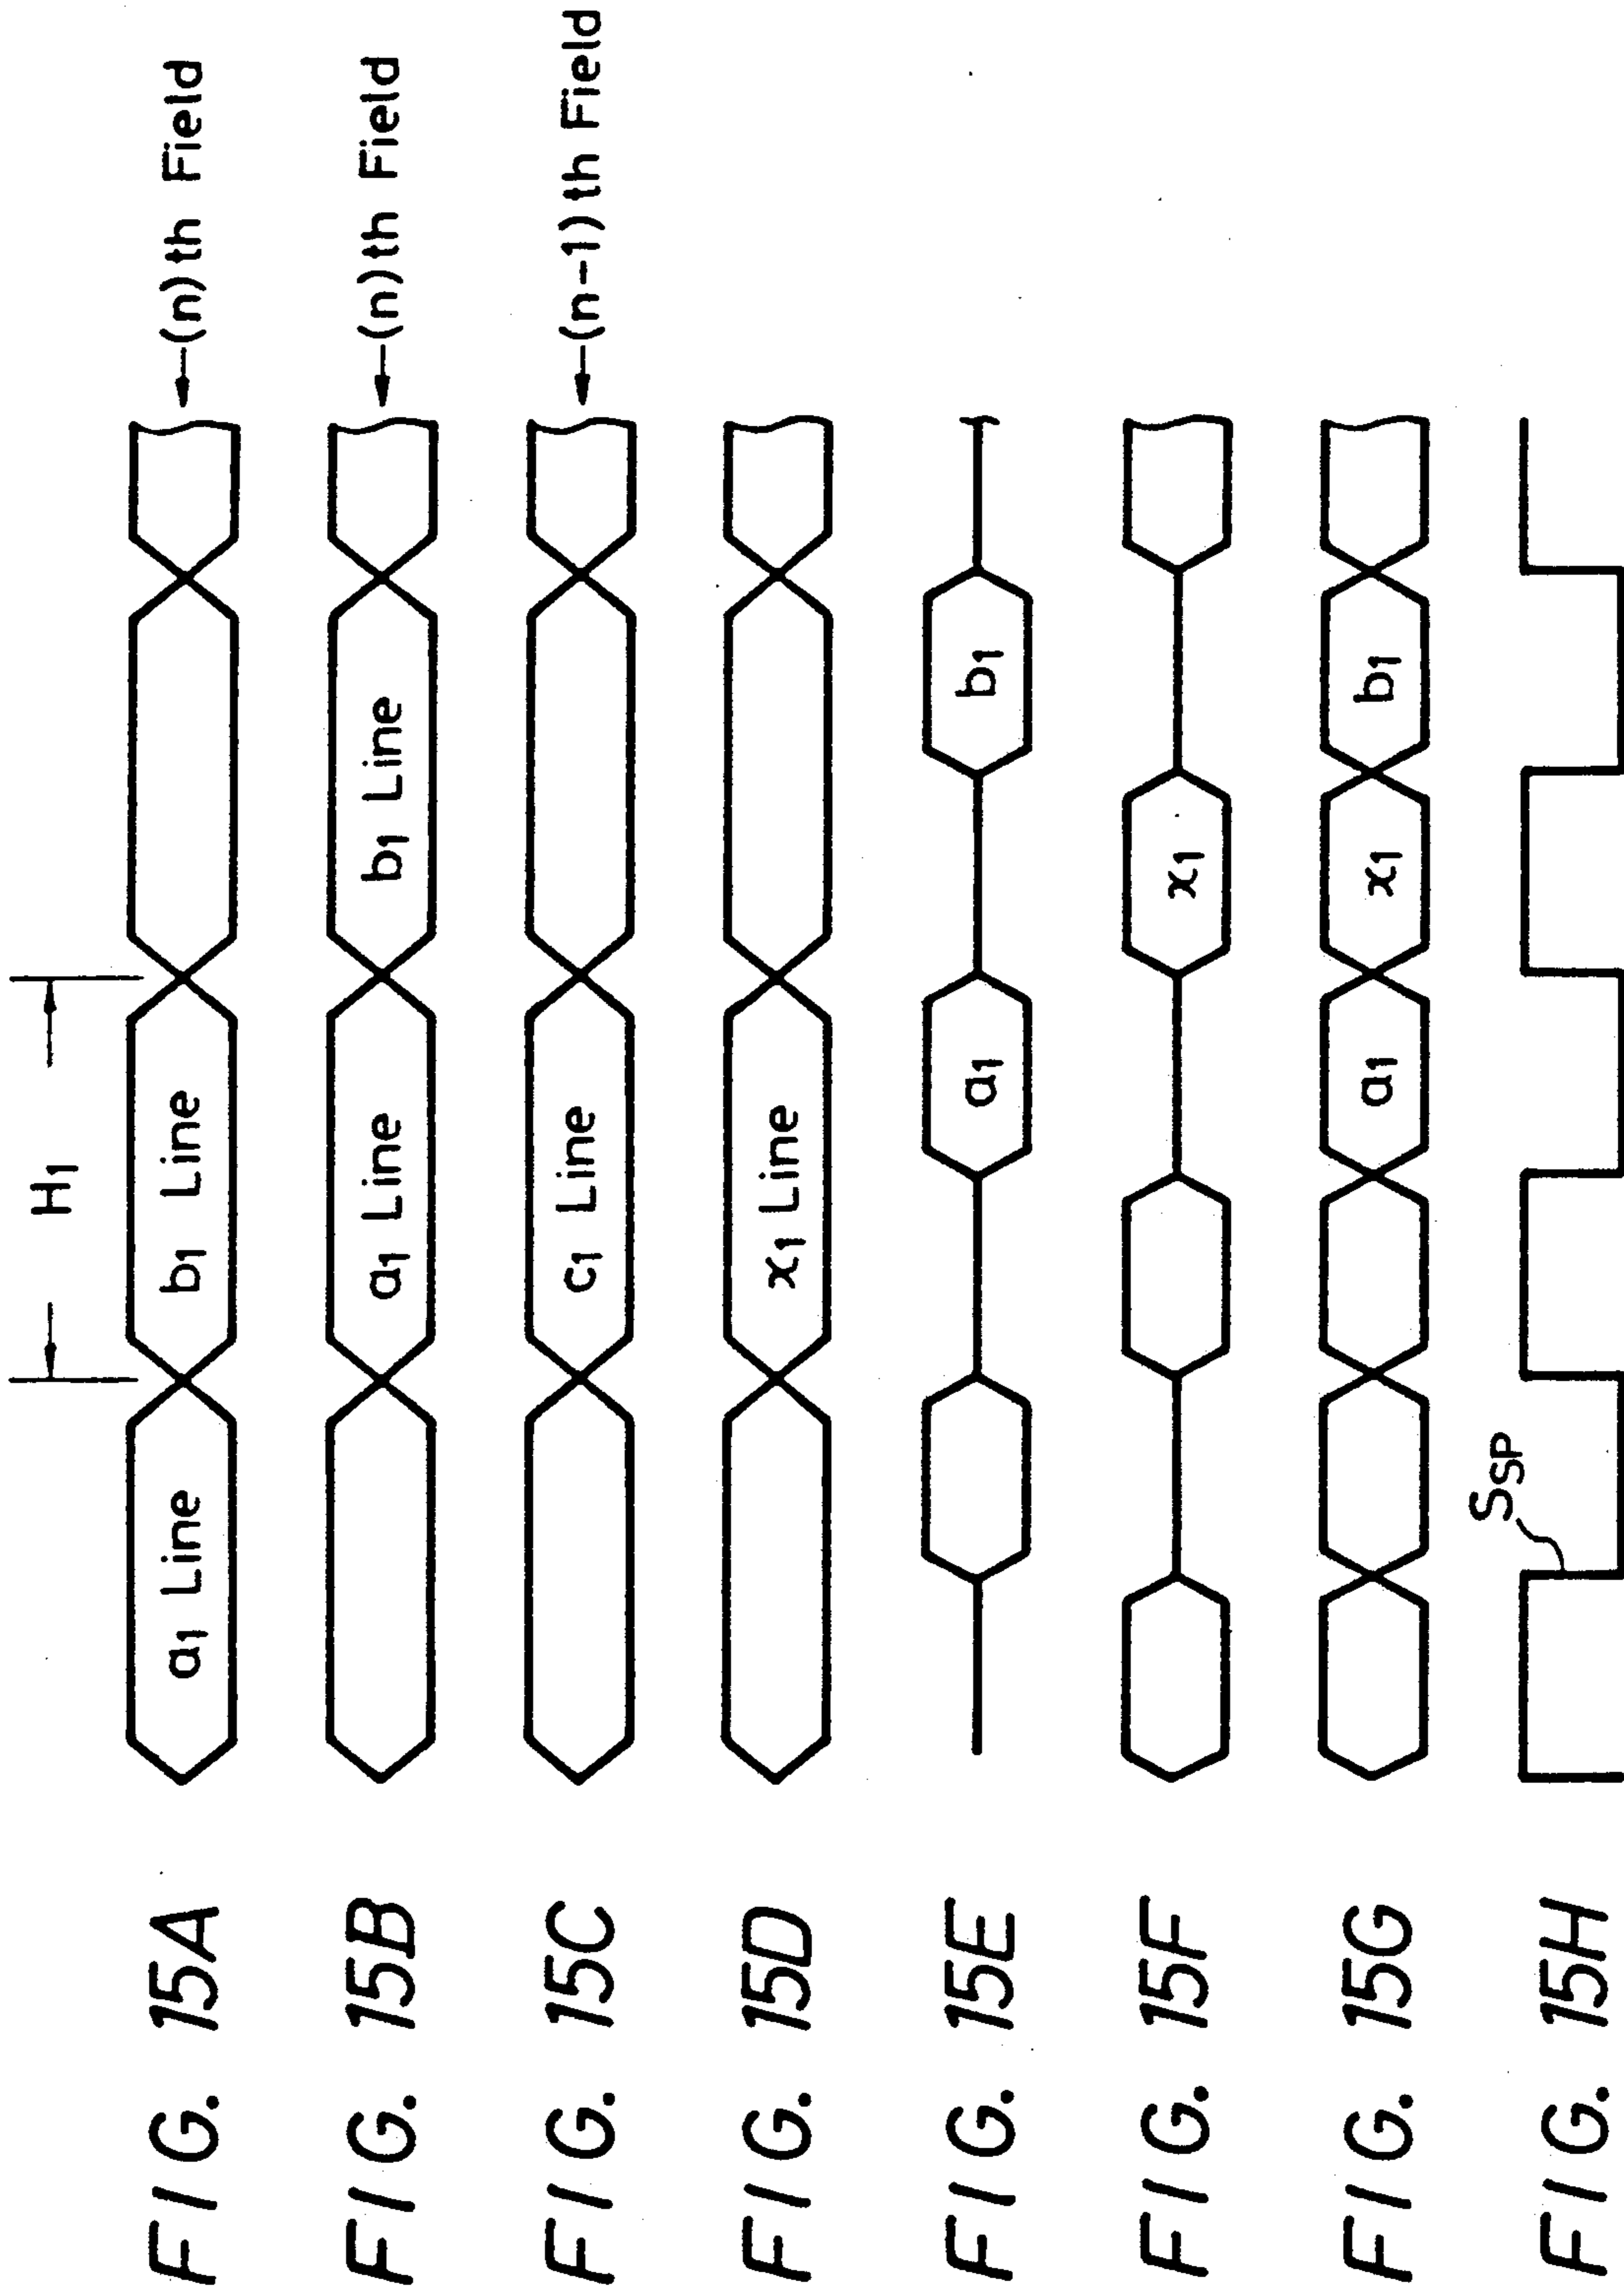 H1
FIG. 15A a1 Line b1 Line ←(n)th Field
FIG. 15B a1 Line b1 Line ←(n)th Field
FIG. 15C c1 Line ←(n-1)th Field
FIG. 15D x1 Line
FIG. 15E a1 b1
FIG. 15F x1
FIG. 15G a1 x1 b1
SSP
FIG. 15H